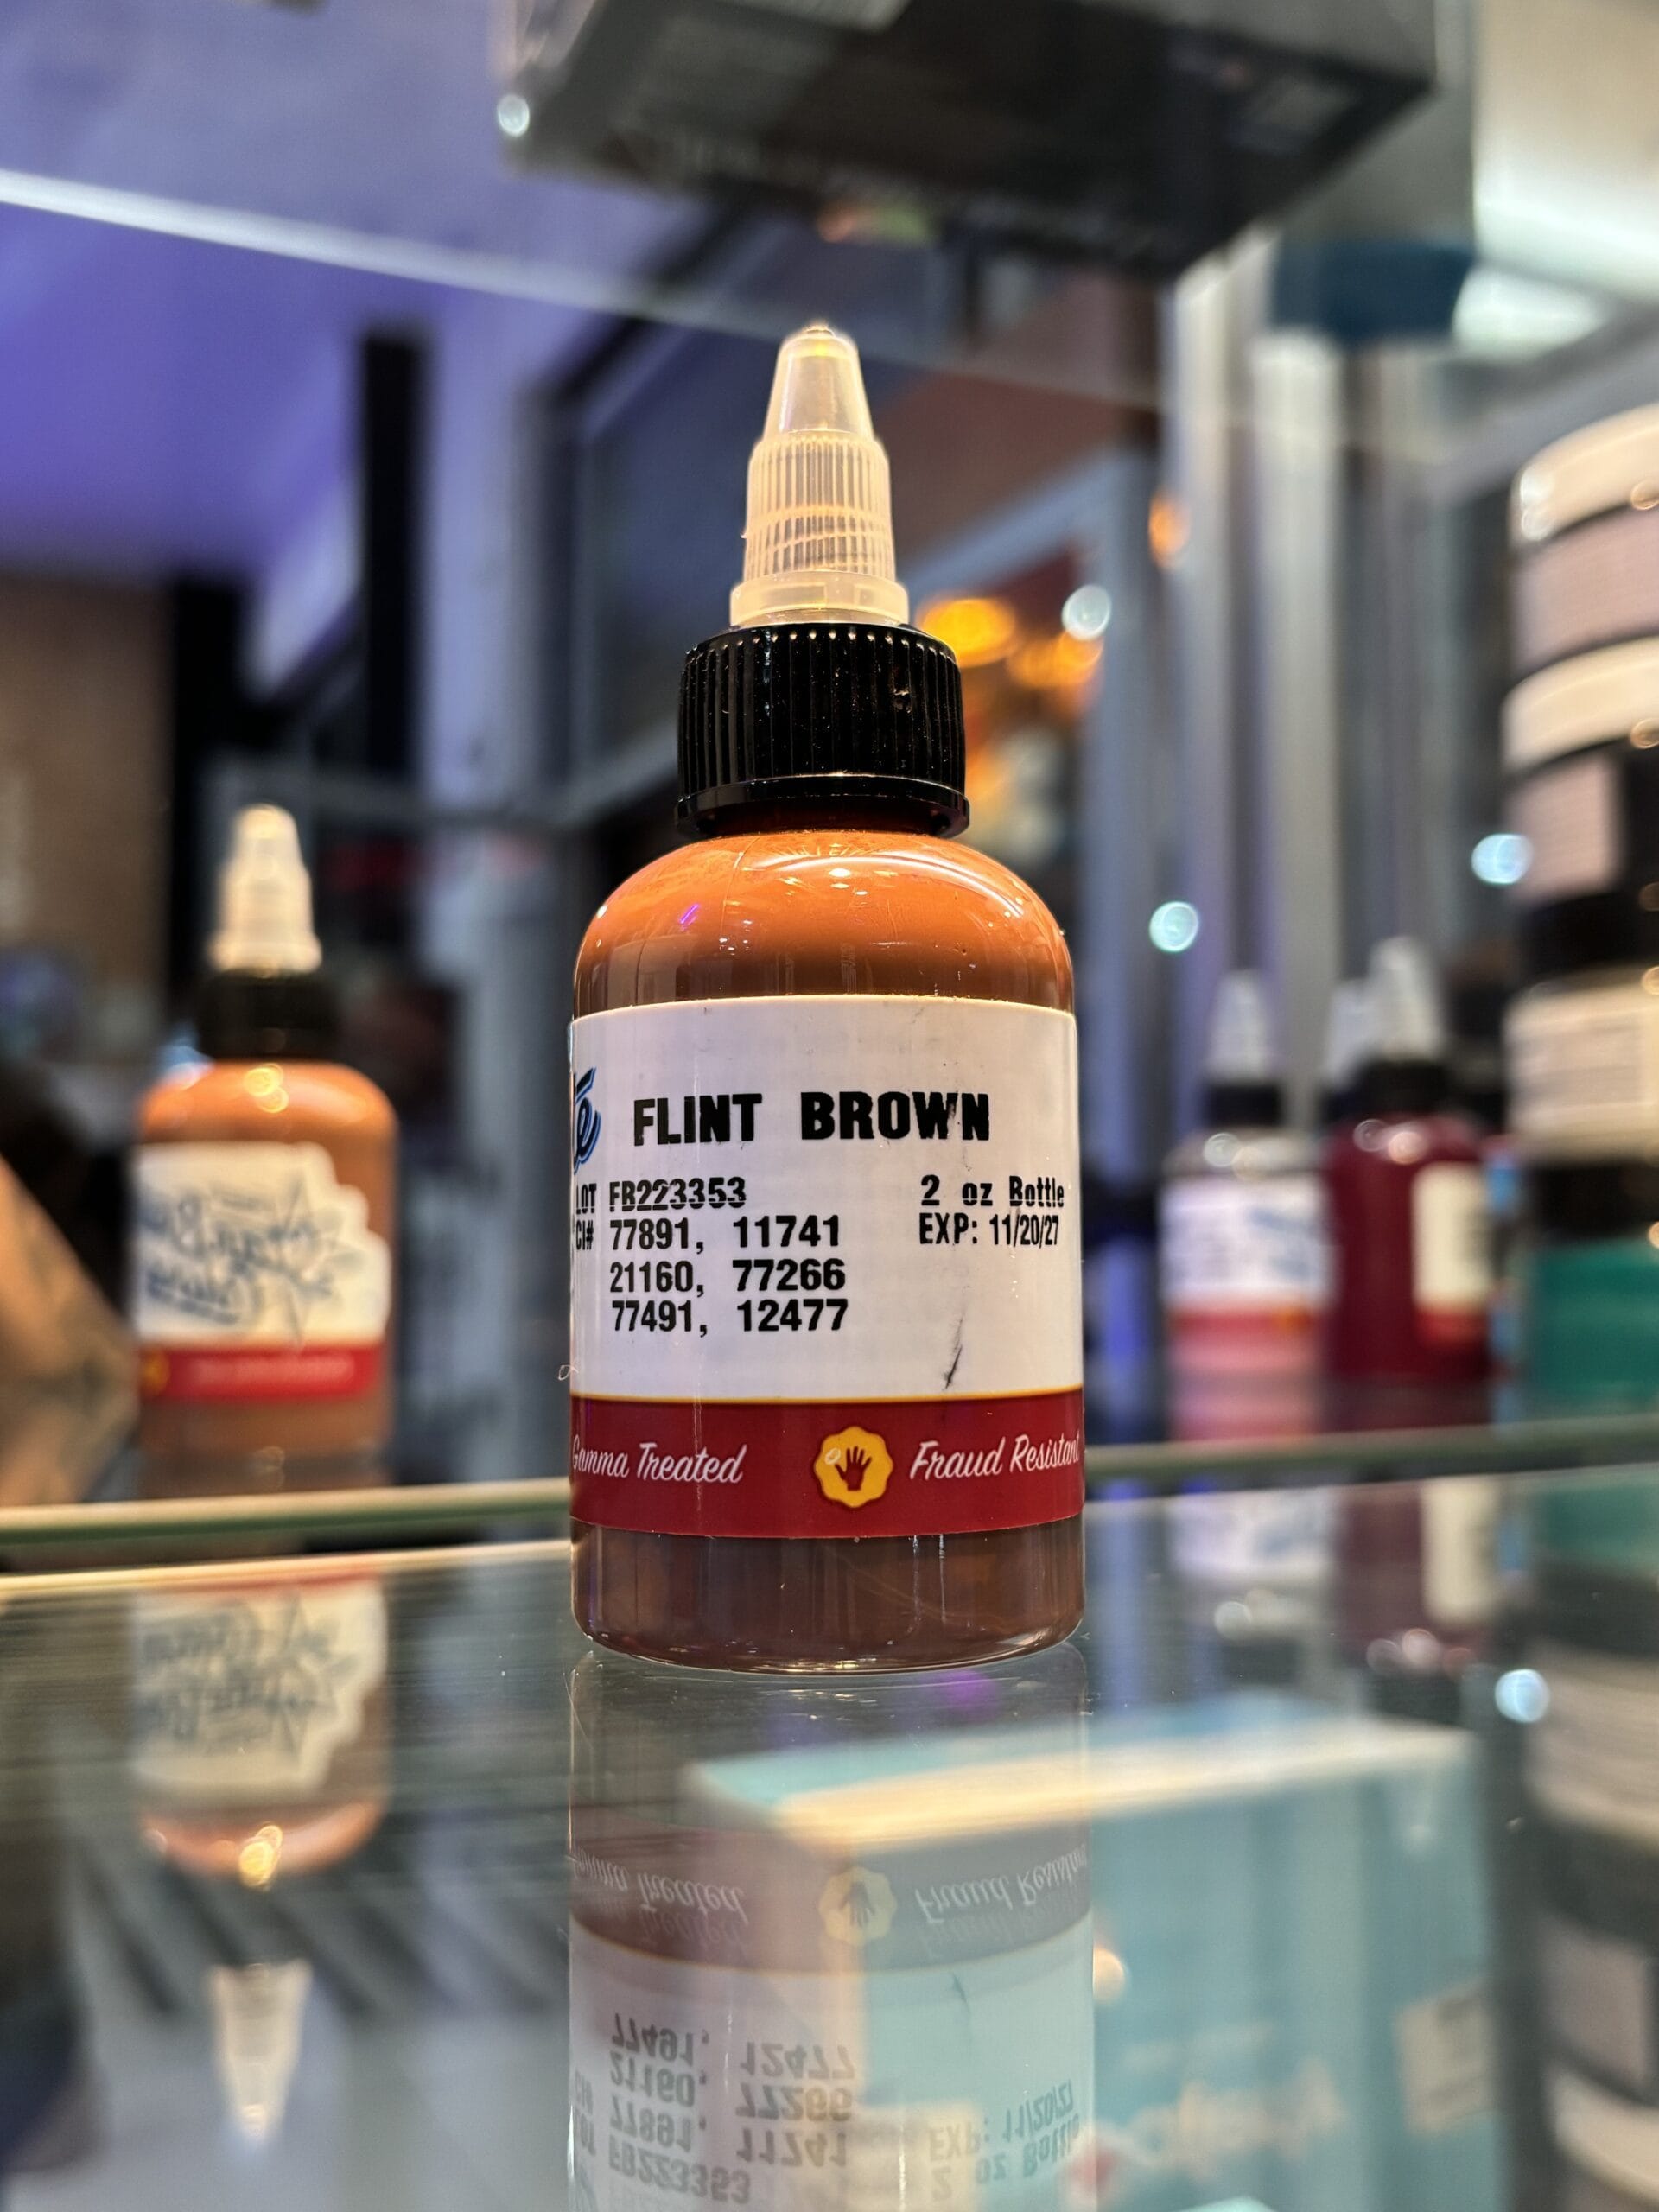 FLINT BROWN
LOT FB223353 2 oz Bottle
CI# 77891, 11741 EXP: 11/20/27
21160, 77266
77491, 12477
Gamma Treated Fraud Resistant